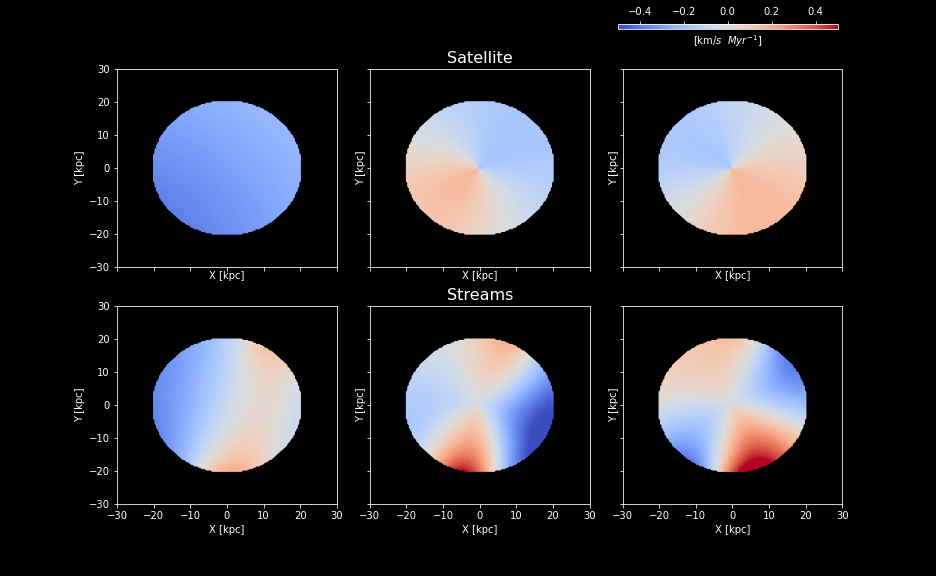 −0.4 −0.2 0.0 0.2 0.4
[km/s Myr⁻¹]
Satellite
30
20
10
0
−10
−20
−30
Y [kpc]
Y [kpc]
Y [kpc]
X [kpc] X [kpc] X [kpc]
Streams
30
20
10
0
−10
−20
−30
Y [kpc]
Y [kpc]
Y [kpc]
−30 −20 −10 0 10 20 30 −30 −20 −10 0 10 20 30 −30 −20 −10 0 10 20 30
X [kpc] X [kpc] X [kpc]